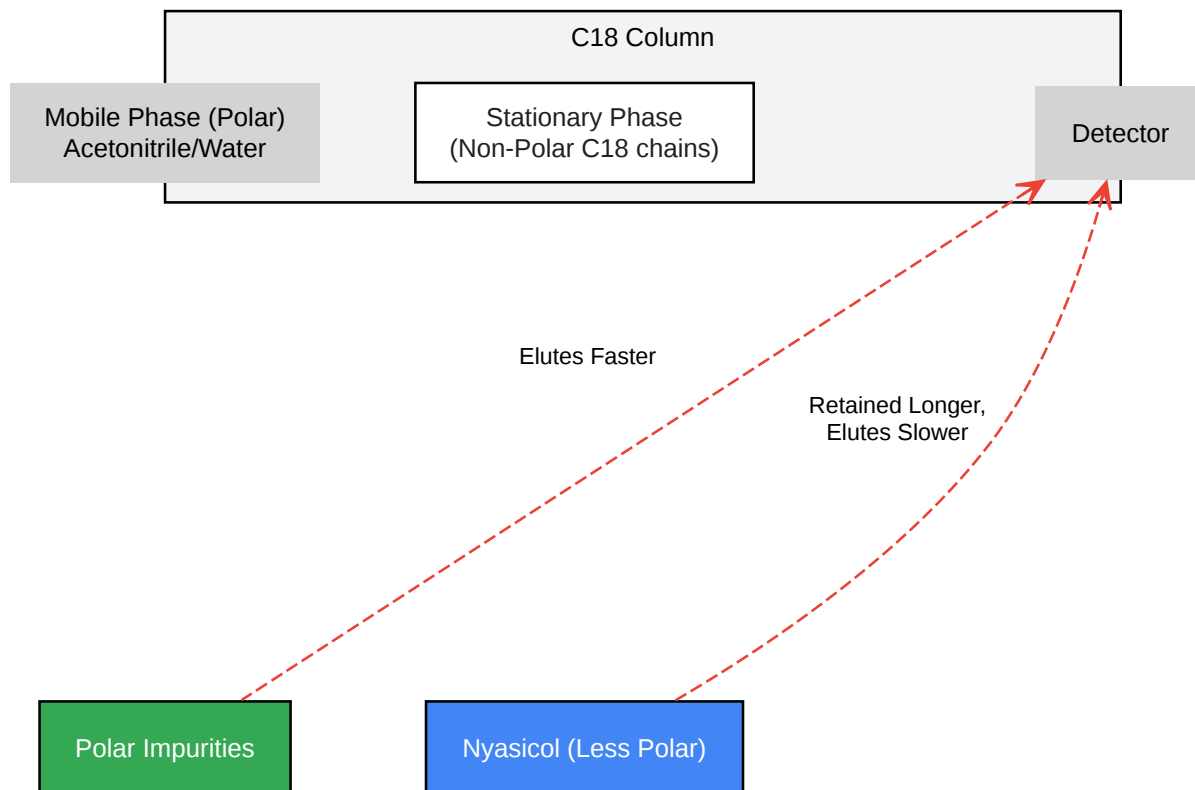 C18 Column
Mobile Phase (Polar)
Acetonitrile/Water
Stationary Phase
(Non-Polar C18 chains)
Detector
Elutes Faster
Retained Longer,
Elutes Slower
Polar Impurities
Nyasicol (Less Polar)